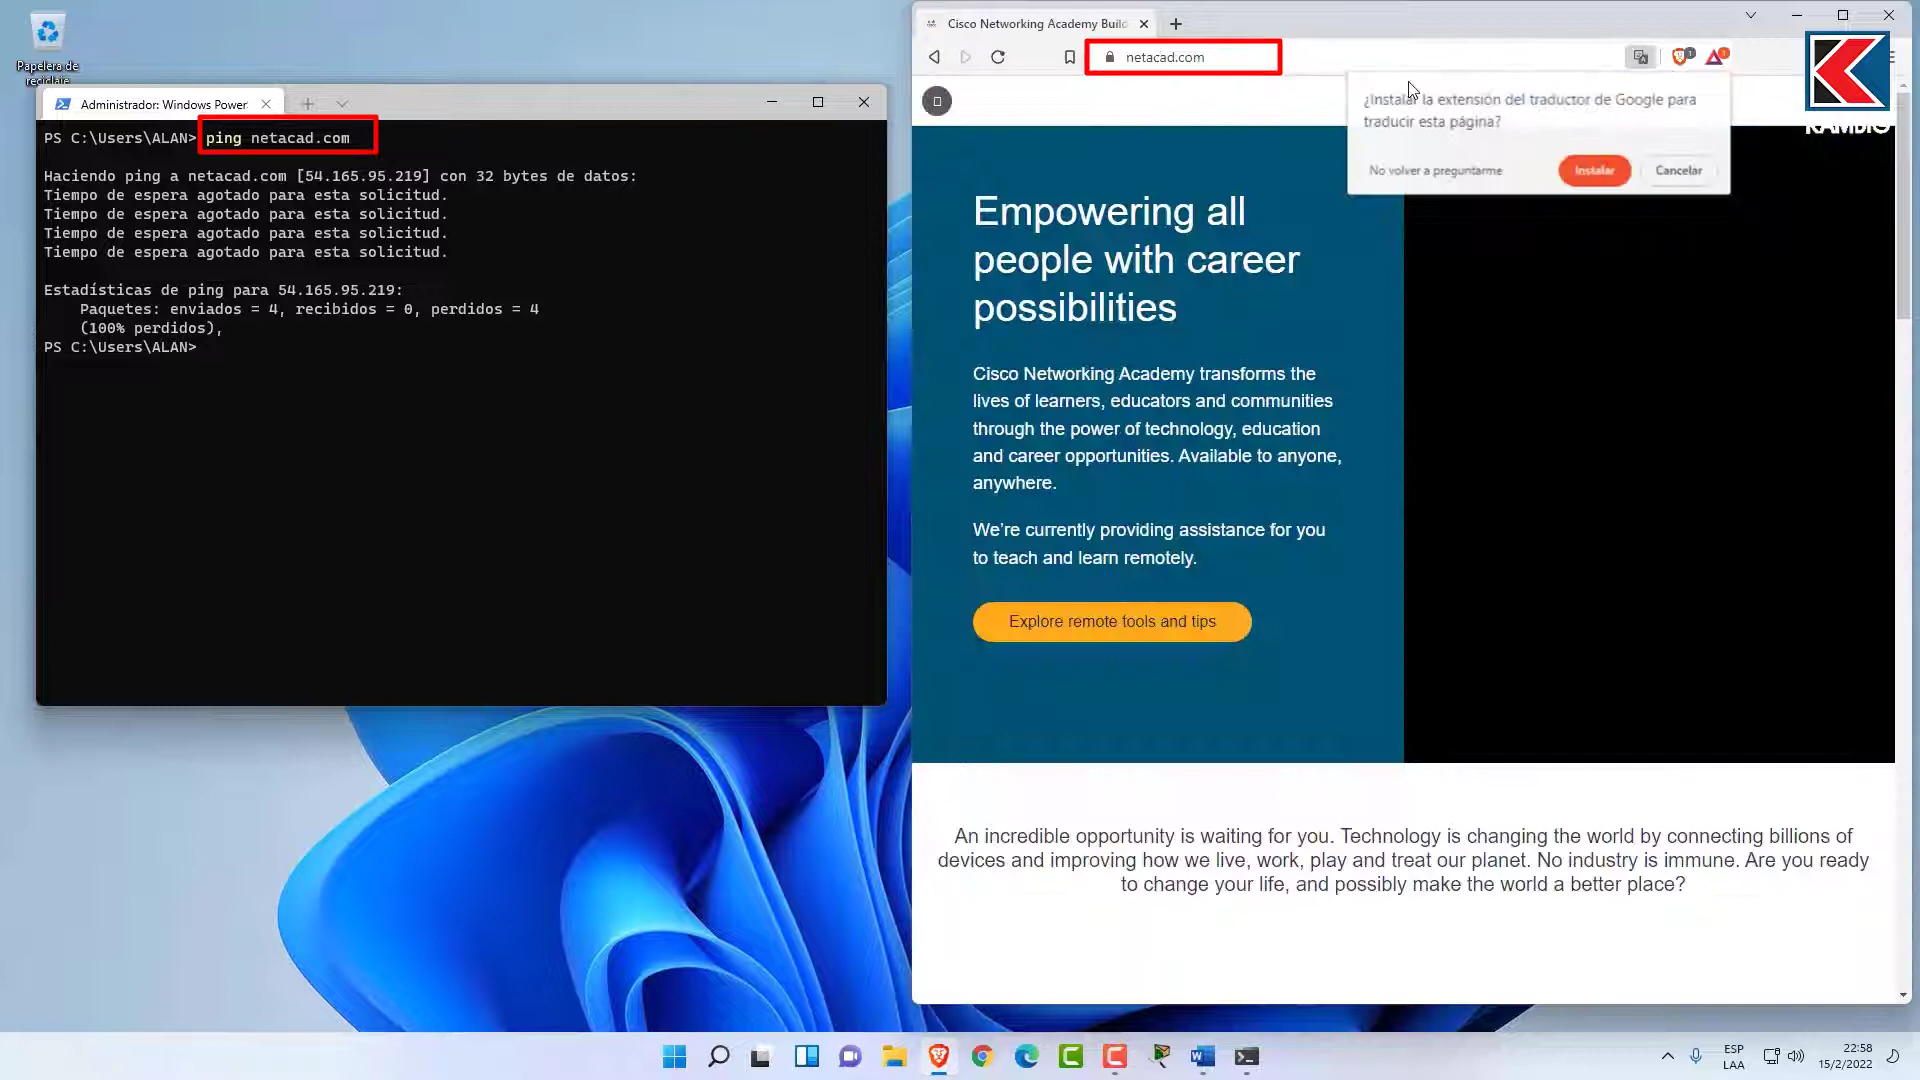 Papelera de
reciclaje
Administrador: Windows Power
PS C:\Users\ALAN> ping netacad.com
Haciendo ping a netacad.com [54.165.95.219] con 32 bytes de datos:
Tiempo de espera agotado para esta solicitud.
Tiempo de espera agotado para esta solicitud.
Tiempo de espera agotado para esta solicitud.
Tiempo de espera agotado para esta solicitud.
Estadísticas de ping para 54.165.95.219:
Paquetes: enviados = 4, recibidos = 0, perdidos = 4
(100% perdidos),
PS C:\Users\ALAN>
Cisco Networking Academy Build
netacad.com
1
1
KAMBIO
¿Instalar la extensión del traductor de Google para
traducir esta página?
No volver a preguntarme
Instalar
Cancelar
Empowering all
people with career
possibilities
Cisco Networking Academy transforms the
lives of learners, educators and communities
through the power of technology, education
and career opportunities. Available to anyone,
anywhere.
We're currently providing assistance for you
to teach and learn remotely.
Explore remote tools and tips
An incredible opportunity is waiting for you. Technology is changing the world by connecting billions of
devices and improving how we live, work, play and treat our planet. No industry is immune. Are you ready
to change your life, and possibly make the world a better place?
ESP
LAA
22:58
15/2/2022